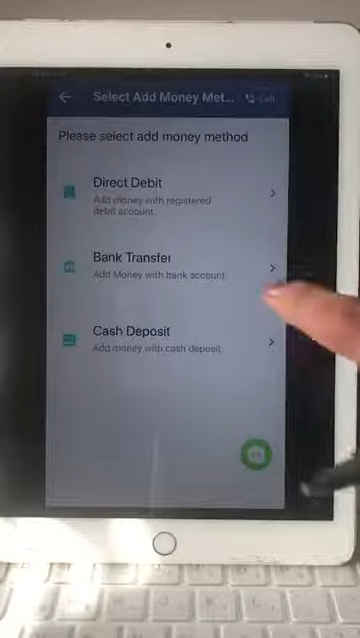 Select Add Money Met...
Call
Please select add money method
Direct Debit
Add money with registered
debit account.
Bank Transfer
Add Money with bank account.
Cash Deposit
Add money with cash deposit.